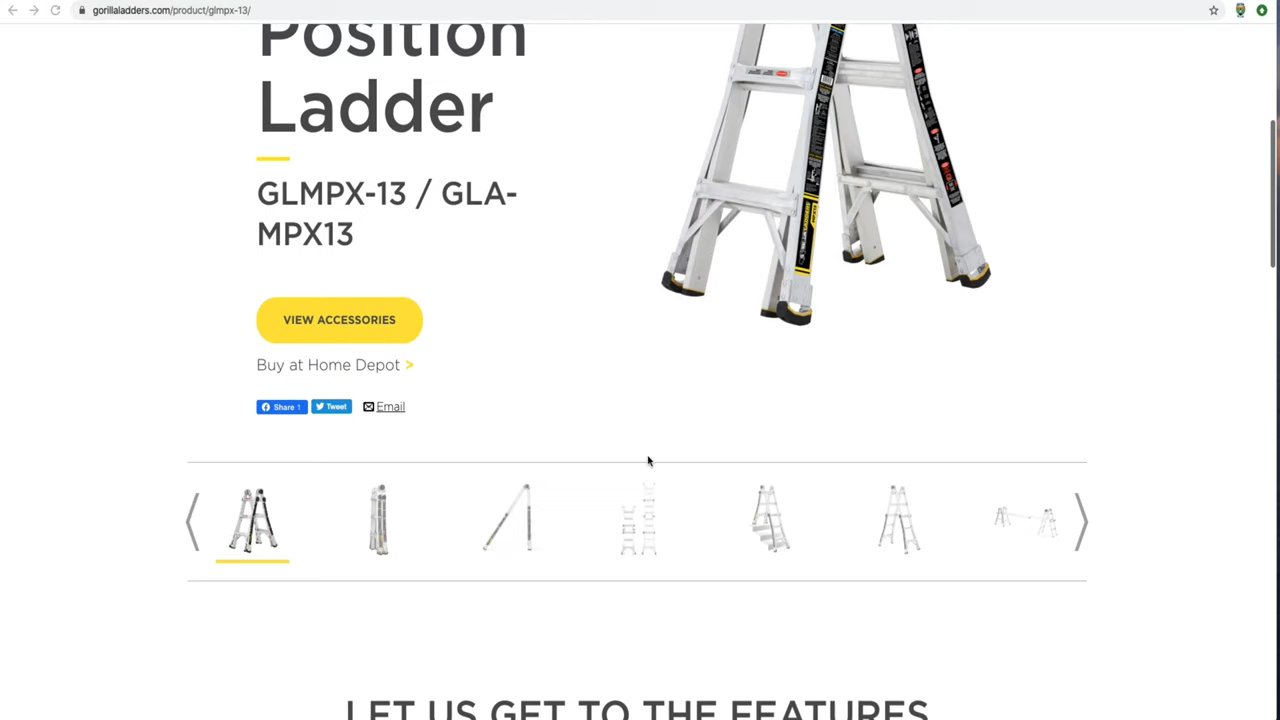 gorillaladders.com/product/glmpx-13/
Position
Ladder
GLMPX-13 / GLA-
MPX13
VIEW ACCESSORIES
Buy at Home Depot >
Share 1
Tweet
Email
LET US GET TO THE FEATURES